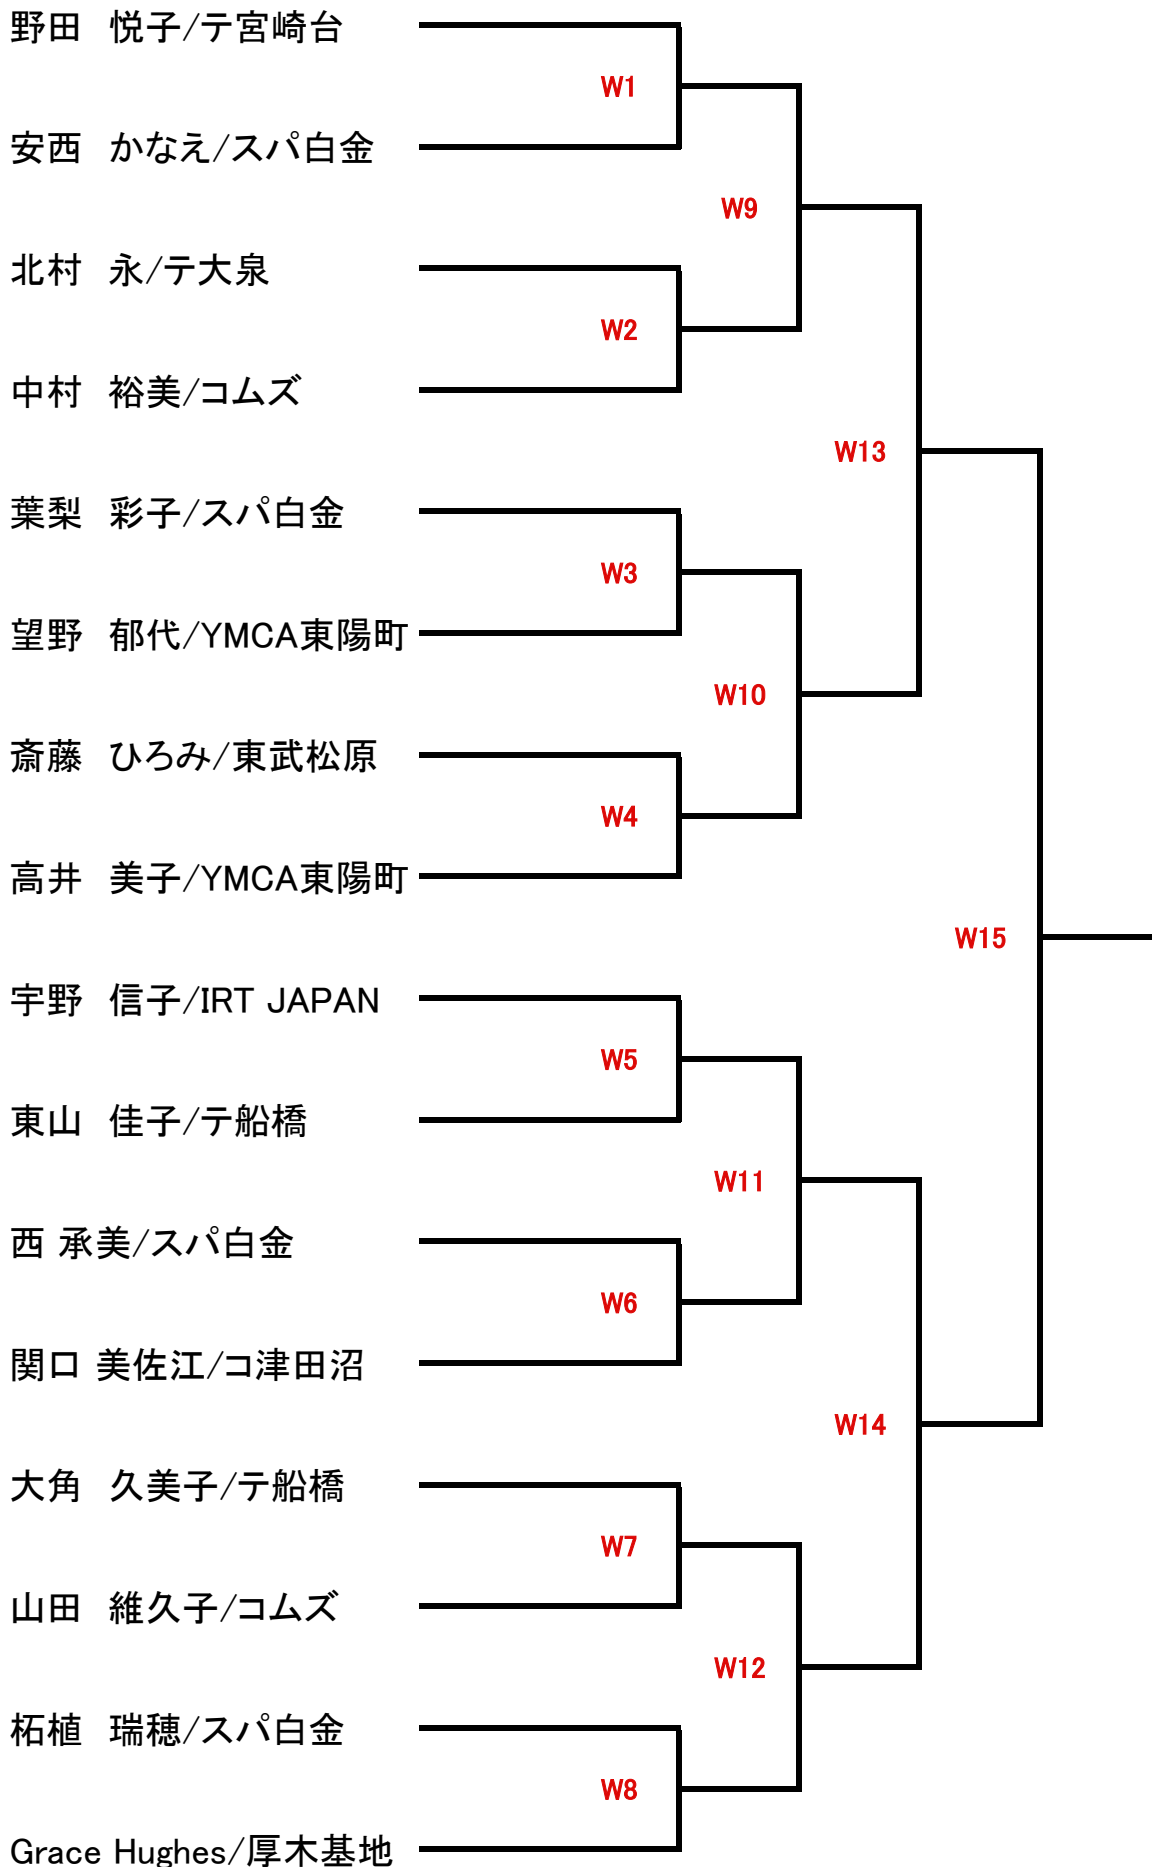 野田　悦子/テ宮崎台
W1
安西　かなえ/スパ白金
W9
北村　永/テ大泉
W2
中村　裕美/コムズ
W13
葉梨　彩子/スパ白金
W3
望野　郁代/YMCA東陽町
W10
斎藤　ひろみ/東武松原
W4
高井　美子/YMCA東陽町
W15
宇野　信子/IRT JAPAN
W5
東山　佳子/テ船橋
W11
西 承美/スパ白金
W6
関口 美佐江/コ津田沼
W14
大角　久美子/テ船橋
W7
山田　維久子/コムズ
W12
柘植　瑞穂/スパ白金
W8
Grace Hughes/厚木基地